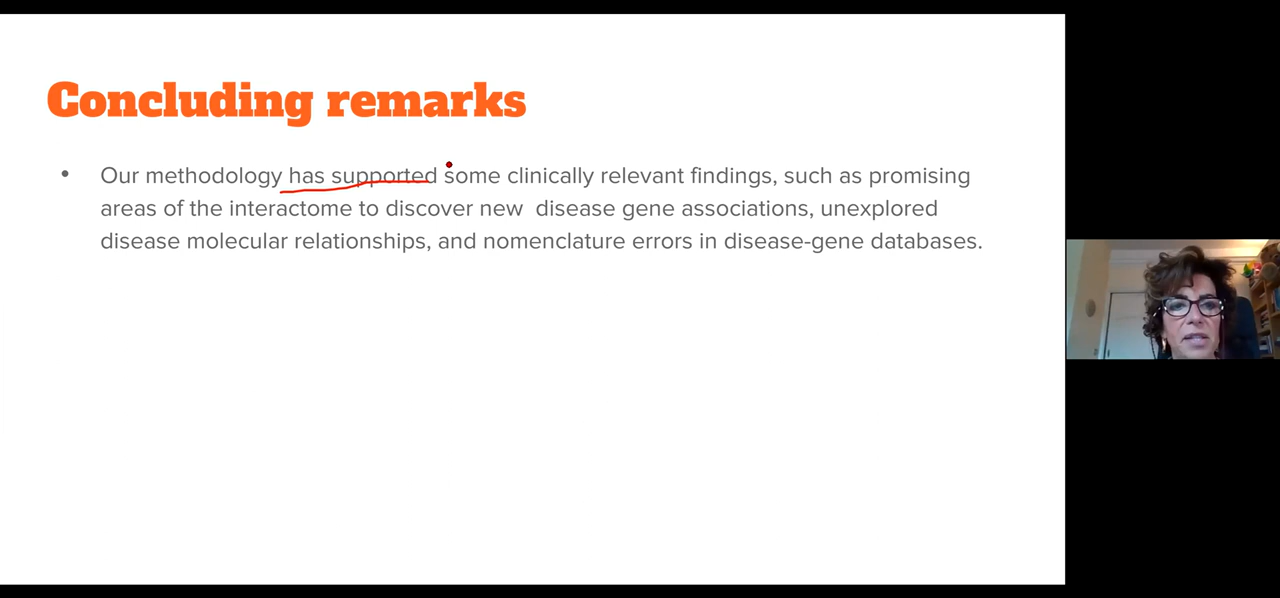 Concluding remarks
• Our methodology has supported some clinically relevant findings, such as promising
areas of the interactome to discover new  disease gene associations, unexplored
disease molecular relationships, and nomenclature errors in disease-gene databases.